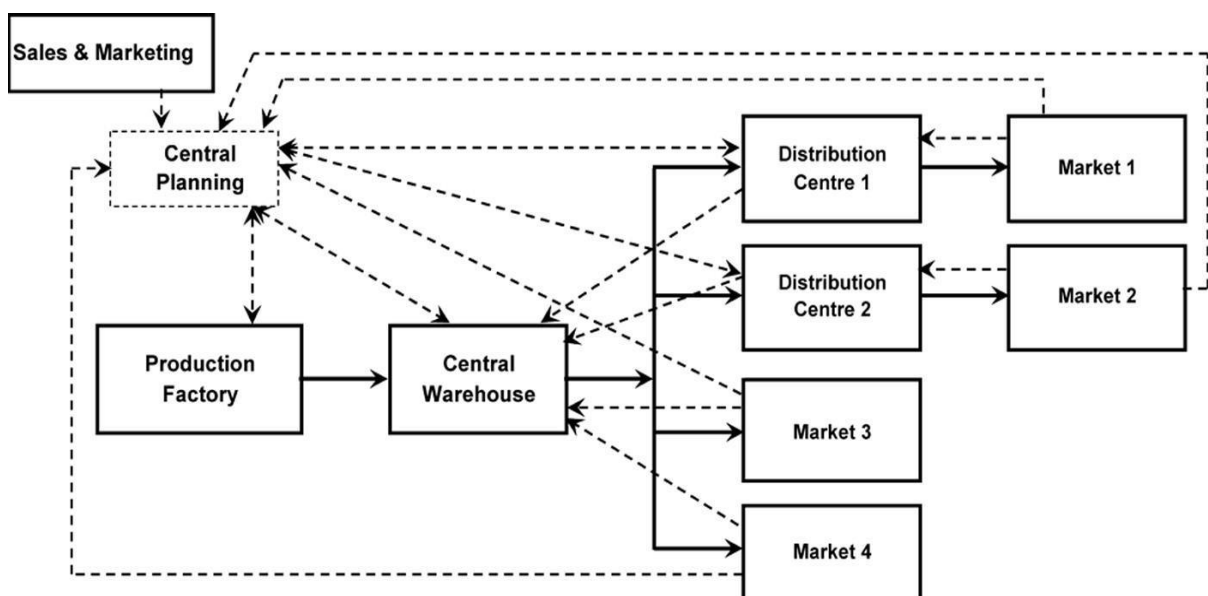 Sales & Marketing
Central
Planning
Distribution
Centre 1
Market 1
Distribution
Centre 2
Market 2
Production
Factory
Central
Warehouse
Market 3
Market 4